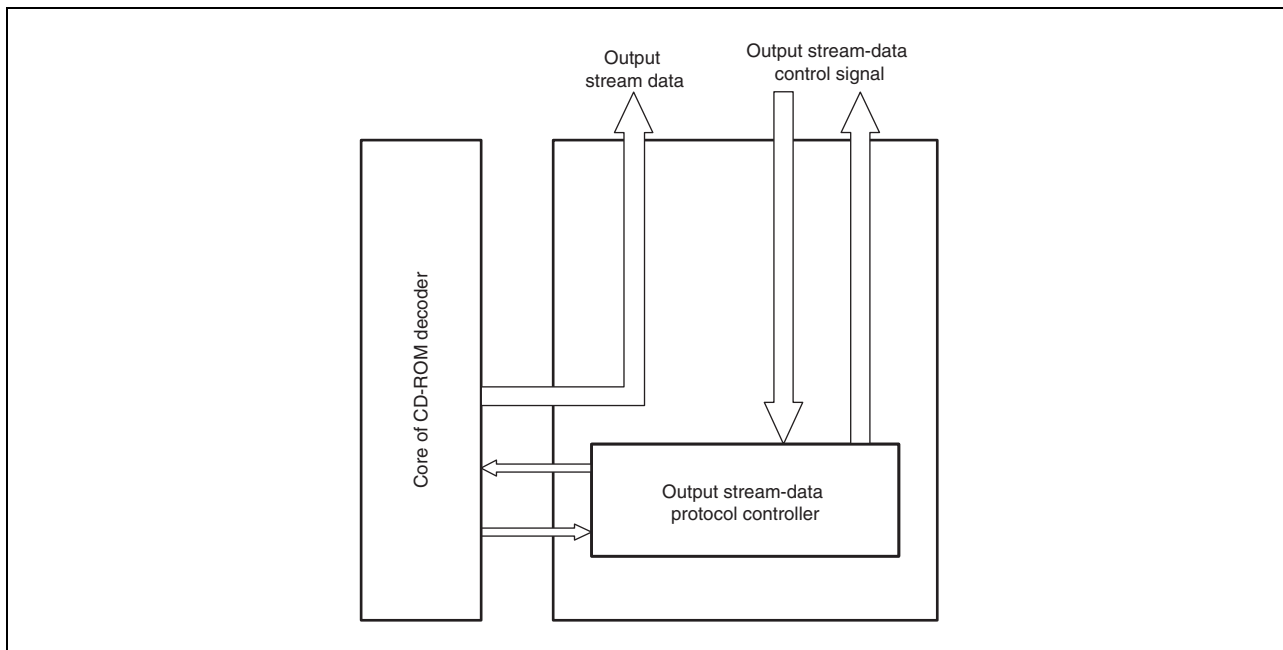 Output
stream data
Output stream-data
control signal
Core of CD-ROM decoder
Output stream-data
protocol controller